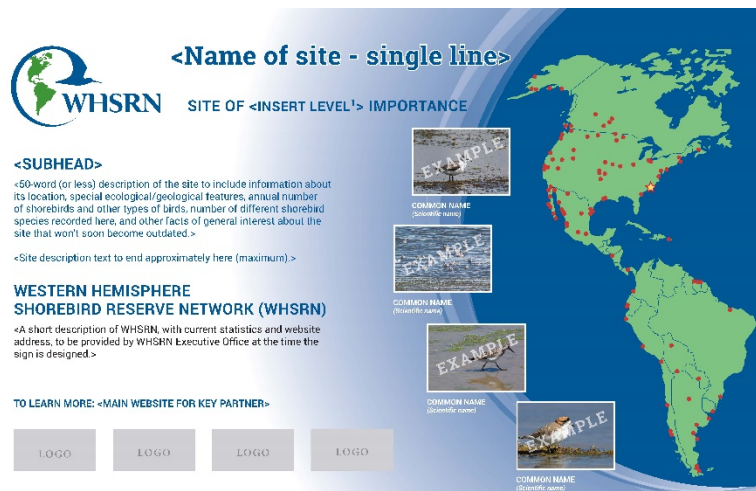 <Name of site - single line>
WHSRN
SITE OF <INSERT LEVEL¹> IMPORTANCE
<SUBHEAD>
<50-word (or less) description of the site to include information about
its location, special ecological/geological features, annual number
of shorebirds and other types of birds, number of different shorebird
species recorded here, and other facts of general interest about the
site that won't soon become outdated.>
<Site description text to end approximately here (maximum).>
WESTERN HEMISPHERE
SHOREBIRD RESERVE NETWORK (WHSRN)
<A short description of WHSRN, with current statistics and website
address, to be provided by WHSRN Executive Office at the time the
sign is designed.>
TO LEARN MORE: <MAIN WEBSITE FOR KEY PARTNER>
LOGO
LOGO
LOGO
LOGO
EXAMPLE
COMMON NAME
(Scientific name)
EXAMPLE
COMMON NAME
(Scientific name)
EXAMPLE
COMMON NAME
(Scientific name)
EXAMPLE
COMMON NAME
(Scientific name)